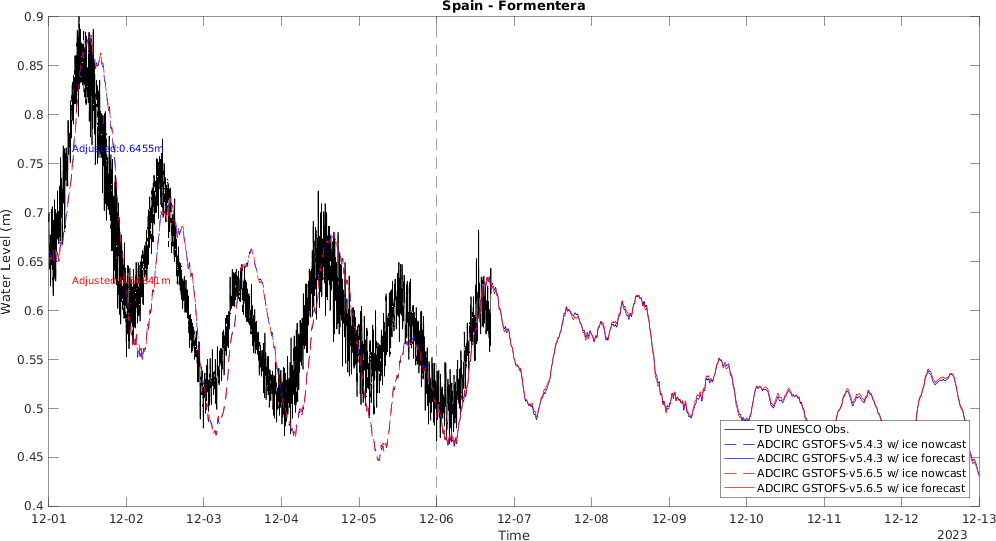 Spain - Formentera
Water Level (m)
0.9
0.85
0.8
0.75
0.7
0.65
0.6
0.55
0.5
0.45
0.4
Adjusted:0.6455m
TD UNESCO Obs.
ADCIRC GSTOFS-v5.4.3 w/ ice nowcast
ADCIRC GSTOFS-v5.4.3 w/ ice forecast
ADCIRC GSTOFS-v5.6.5 w/ ice nowcast
ADCIRC GSTOFS-v5.6.5 w/ ice forecast
12-01 12-02 12-03 12-04 12-05 12-06 12-07 12-08 12-09 12-10 12-11 12-12 12-13
Time
2023